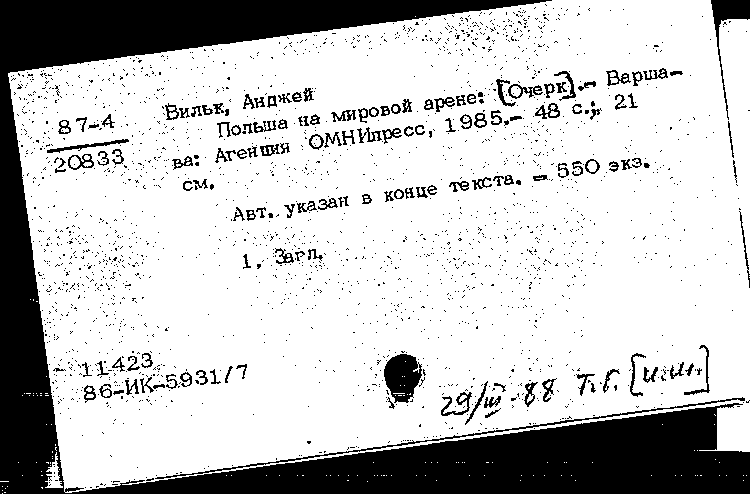 87-4
20833
Вильк, Анджей
Польша на мировой арене: [Очерк].- Варша-
ва: Агенция ОМНИпресс, 1985.- 48 с.; 21
см.
Авт. указан в конце текста. - 550 экз.
1. Загл.
11423
86-ИК-5931/7
29/III-88